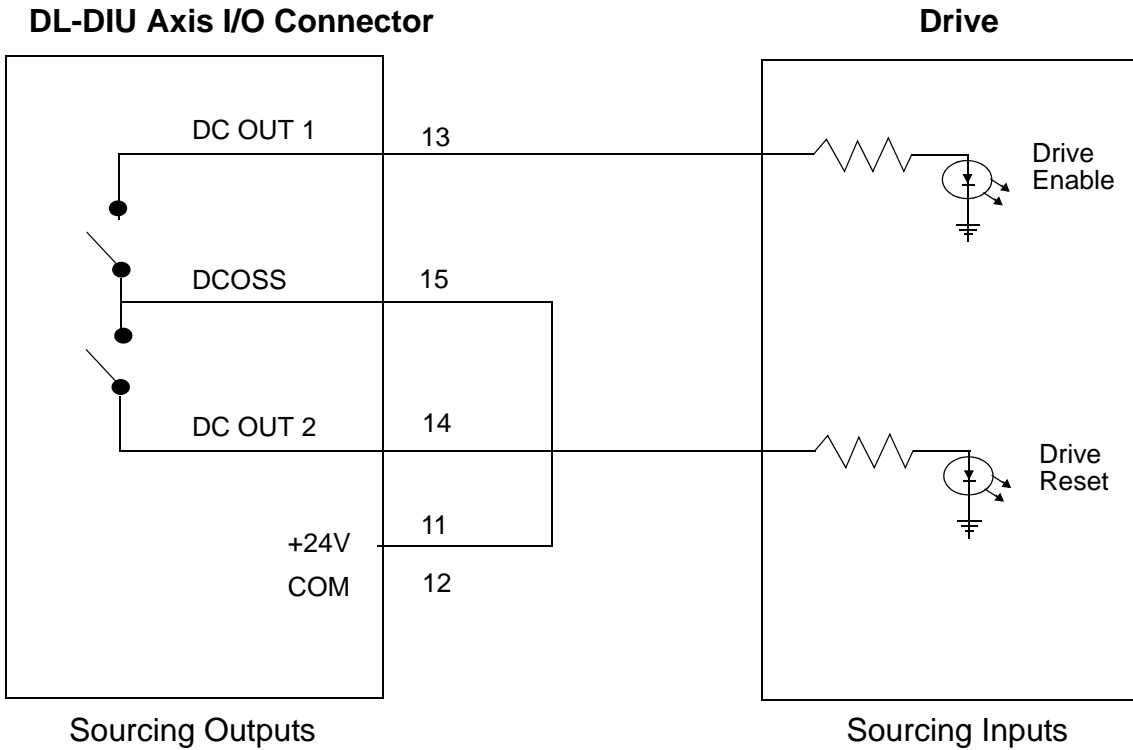 DL-DIU Axis I/O Connector
Drive
DC OUT 1
13
Drive
Enable
DCOSS
15
DC OUT 2
14
Drive
Reset
+24V
11
COM
12
Sourcing Outputs
Sourcing Inputs